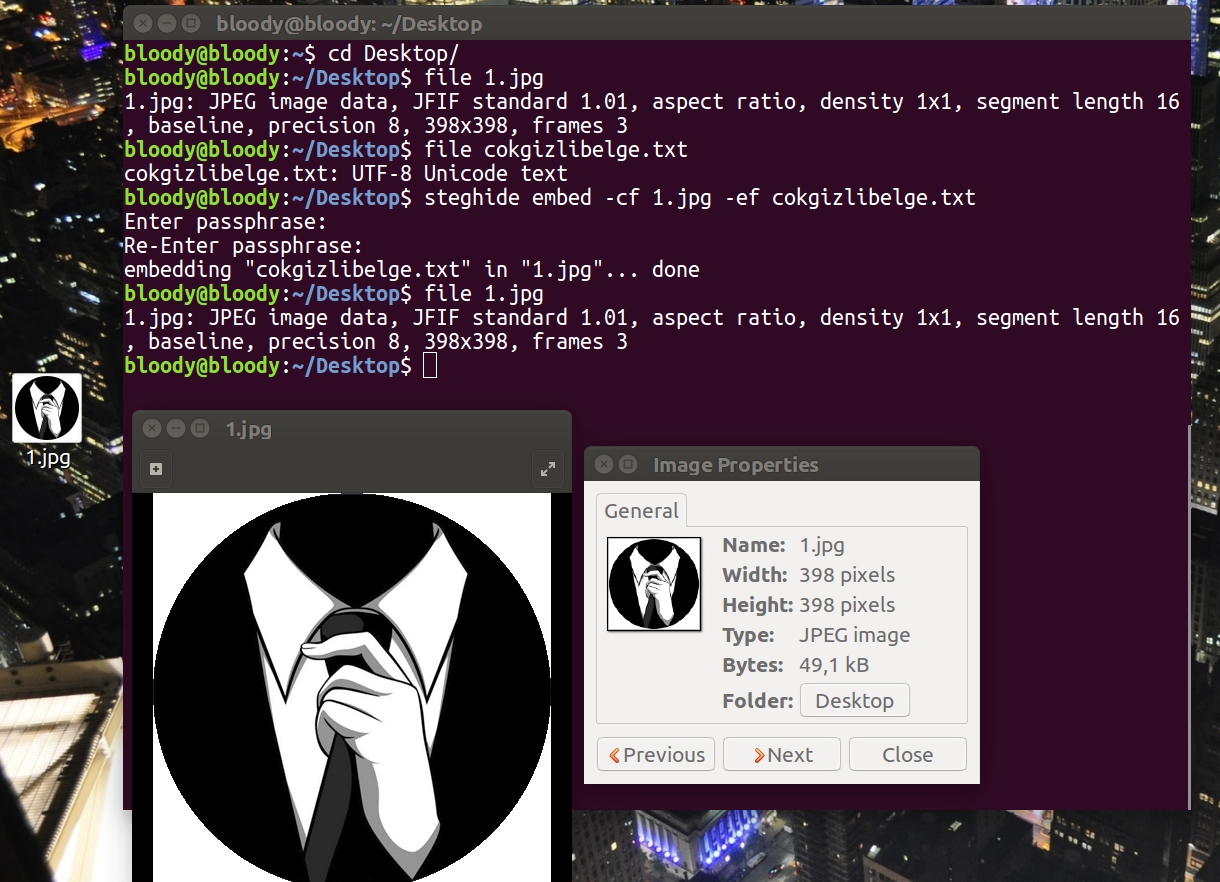 bloody@bloody: ~/Desktop
bloody@bloody:~$ cd Desktop/
bloody@bloody:~/Desktop$ file 1.jpg
1.jpg: JPEG image data, JFIF standard 1.01, aspect ratio, density 1x1, segment length 16
, baseline, precision 8, 398x398, frames 3
bloody@bloody:~/Desktop$ file cokgizlibelge.txt
cokgizlibelge.txt: UTF-8 Unicode text
bloody@bloody:~/Desktop$ steghide embed -cf 1.jpg -ef cokgizlibelge.txt
Enter passphrase:
Re-Enter passphrase:
embedding "cokgizlibelge.txt" in "1.jpg"... done
bloody@bloody:~/Desktop$ file 1.jpg
1.jpg: JPEG image data, JFIF standard 1.01, aspect ratio, density 1x1, segment length 16
, baseline, precision 8, 398x398, frames 3
bloody@bloody:~/Desktop$
1.jpg
1.jpg
Image Properties
General
Name: 1.jpg
Width: 398 pixels
Height: 398 pixels
Type: JPEG image
Bytes: 49,1 kB
Folder: Desktop
Previous Next Close